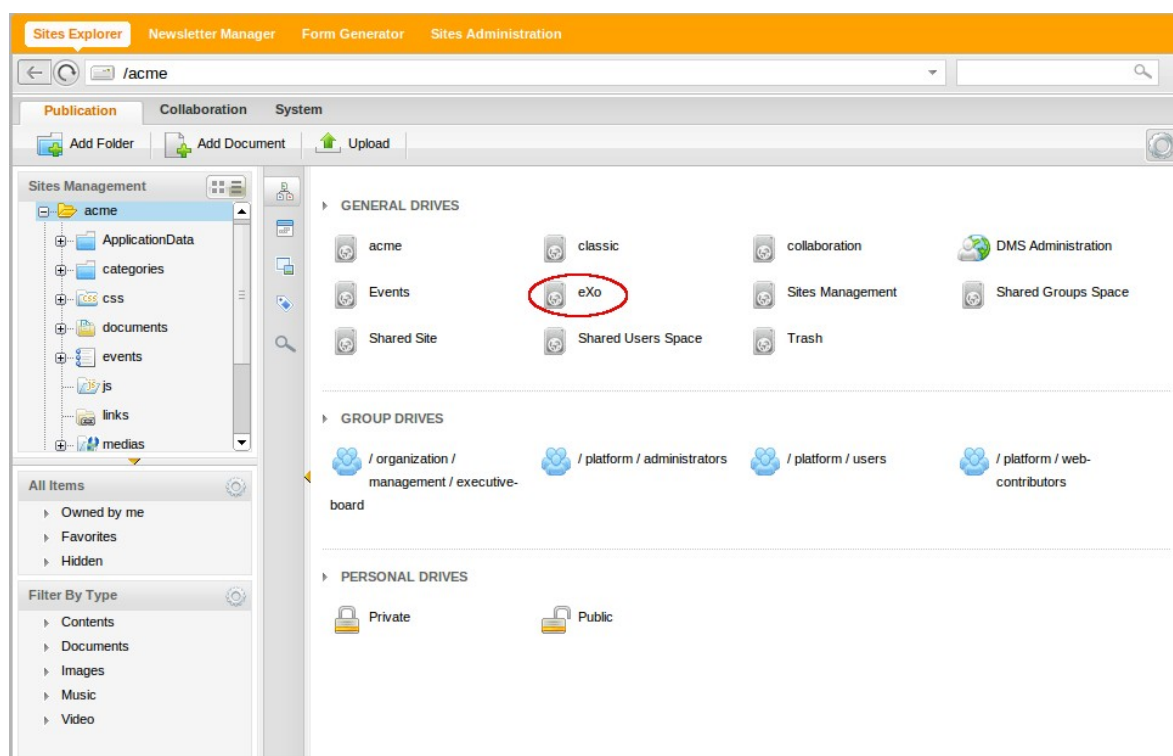 Sites Explorer Newsletter Manager Form Generator Sites Administration
/acme
Publication Collaboration System
Add Folder Add Document Upload
Sites Management
acme
ApplicationData
categories
css
documents
events
js
links
medias
All Items
Owned by me
Favorites
Hidden
Filter By Type
Contents
Documents
Images
Music
Video
GENERAL DRIVES
acme classic collaboration DMS Administration
Events eXo Sites Management Shared Groups Space
Shared Site Shared Users Space Trash
GROUP DRIVES
/ organization / management / executive-board
/ platform / administrators
/ platform / users
/ platform / web-contributors
PERSONAL DRIVES
Private Public